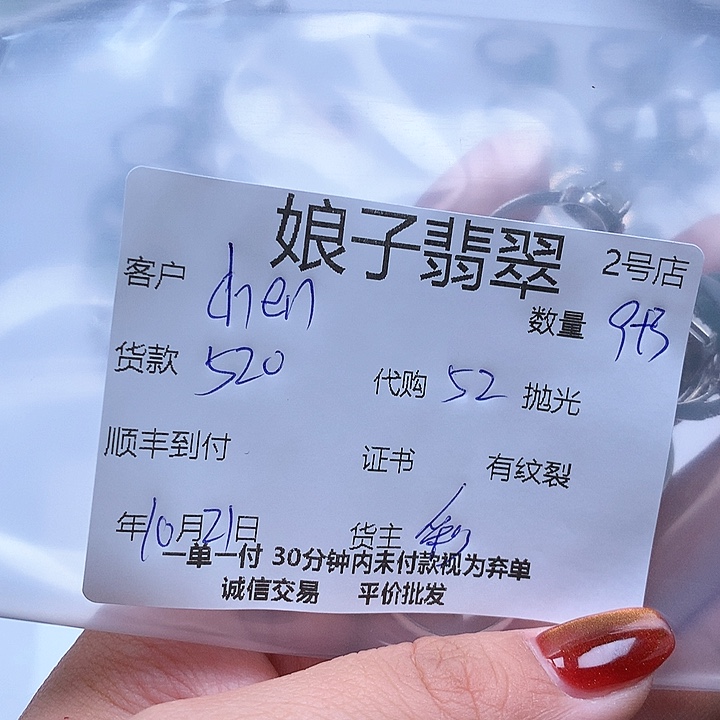 娘子翡翠 2号店
客户 chen 数量 9件
货款 520 代购 52 抛光
顺丰到付 证书 有纹裂
年10月21日 货主
一单一付 30分钟内未付款视为弃单
诚信交易 平价批发